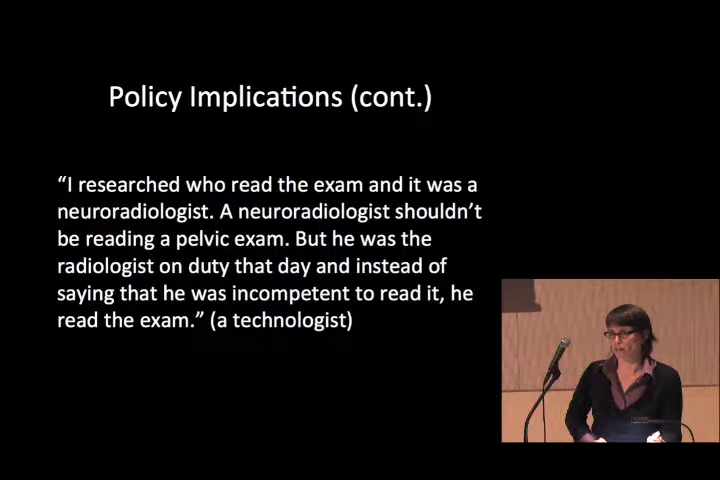 Policy Implications (cont.)
“I researched who read the exam and it was a
neuroradiologist. A neuroradiologist shouldn’t
be reading a pelvic exam. But he was the
radiologist on duty that day and instead of
saying that he was incompetent to read it, he
read the exam.” (a technologist)